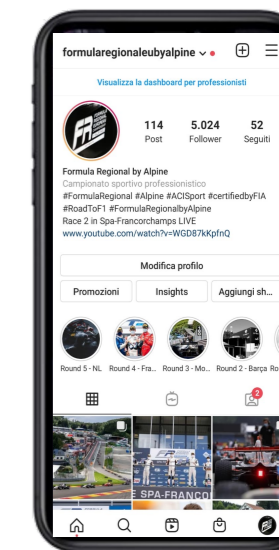 formularegionaleubyalpine
Visualizza la dashboard per professionisti
114
5.024
52
Post
Follower
Seguiti
Formula Regional by Alpine
Campionato sportivo professionistico
#FormulaRegional #Alpine #ACISport #certifiedbyFIA
#RoadToF1 #FormulaRegionalbyAlpine
Race 2 in Spa-Francorchamps LIVE
www.youtube.com/watch?v=WGD87kKpfnQ
Modifica profilo
Promozioni
Insights
Aggiungi sh...
Round 5 - NL
Round 4 - Fra...
Round 3 - Mo...
Round 2 - Barça
Ro
2
E SPA-FRANCO